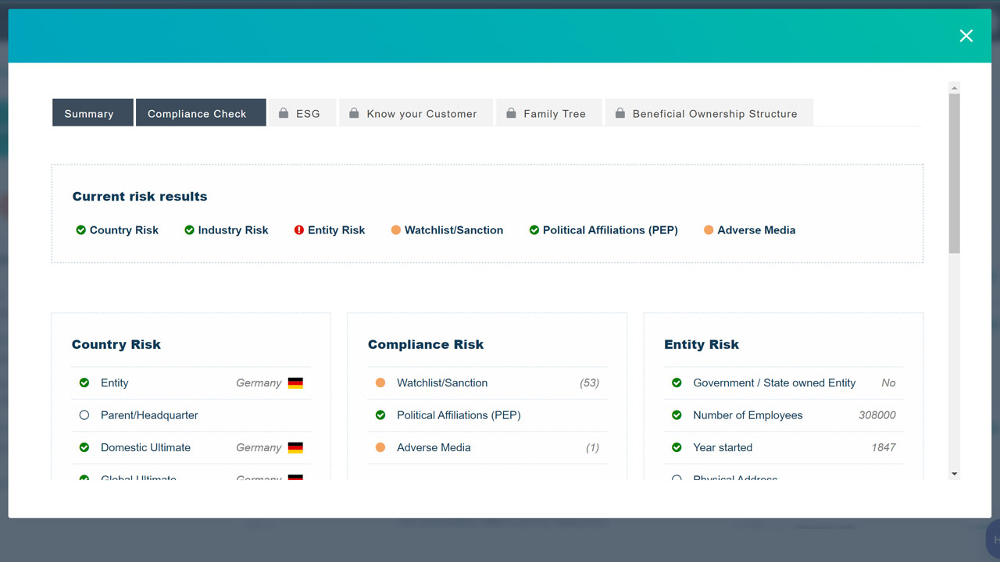 Summary
Compliance Check
ESG
Know your Customer
Family Tree
Beneficial Ownership Structure
Current risk results
Country Risk
Industry Risk
Entity Risk
Watchlist/Sanction
Political Affiliations (PEP)
Adverse Media
Country Risk
Entity Germany
Parent/Headquarter
Domestic Ultimate Germany
Global Ultimate Germany
Compliance Risk
Watchlist/Sanction (53)
Political Affiliations (PEP)
Adverse Media (1)
Entity Risk
Government / State owned Entity No
Number of Employees 308000
Year started 1847
Physical Address